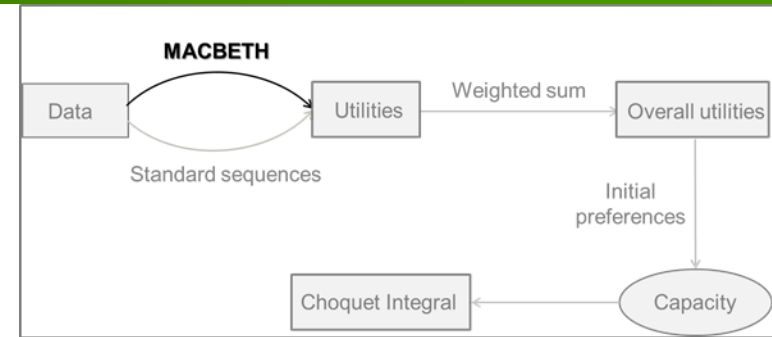 MACBETH
Data
Utilities
Weighted sum
Overall utilities
Standard sequences
Initial
preferences
Choquet Integral
Capacity